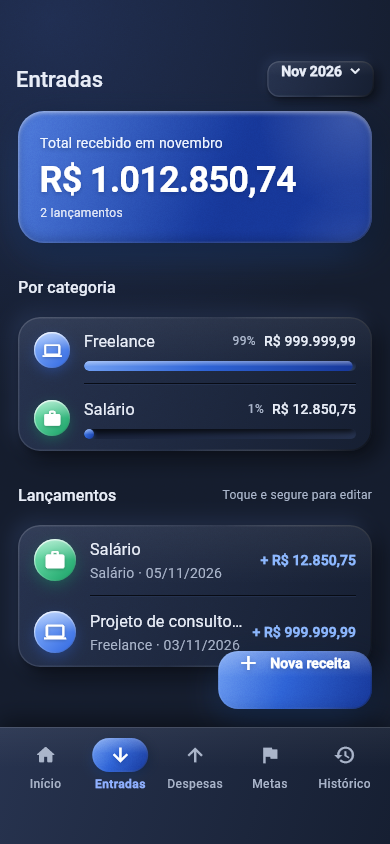 Entradas
Nov 2026
Total recebido em novembro
R$ 1.012.850,74
2 lançamentos
Por categoria
Freelance 99% R$ 999.999,99
Salário 1% R$ 12.850,75
Lançamentos Toque e segure para editar
Salário
Salário · 05/11/2026
+ R$ 12.850,75
Projeto de consulto...
Freelance · 03/11/2026
+ R$ 999.999,99
Nova receita
Início Entradas Despesas Metas Histórico